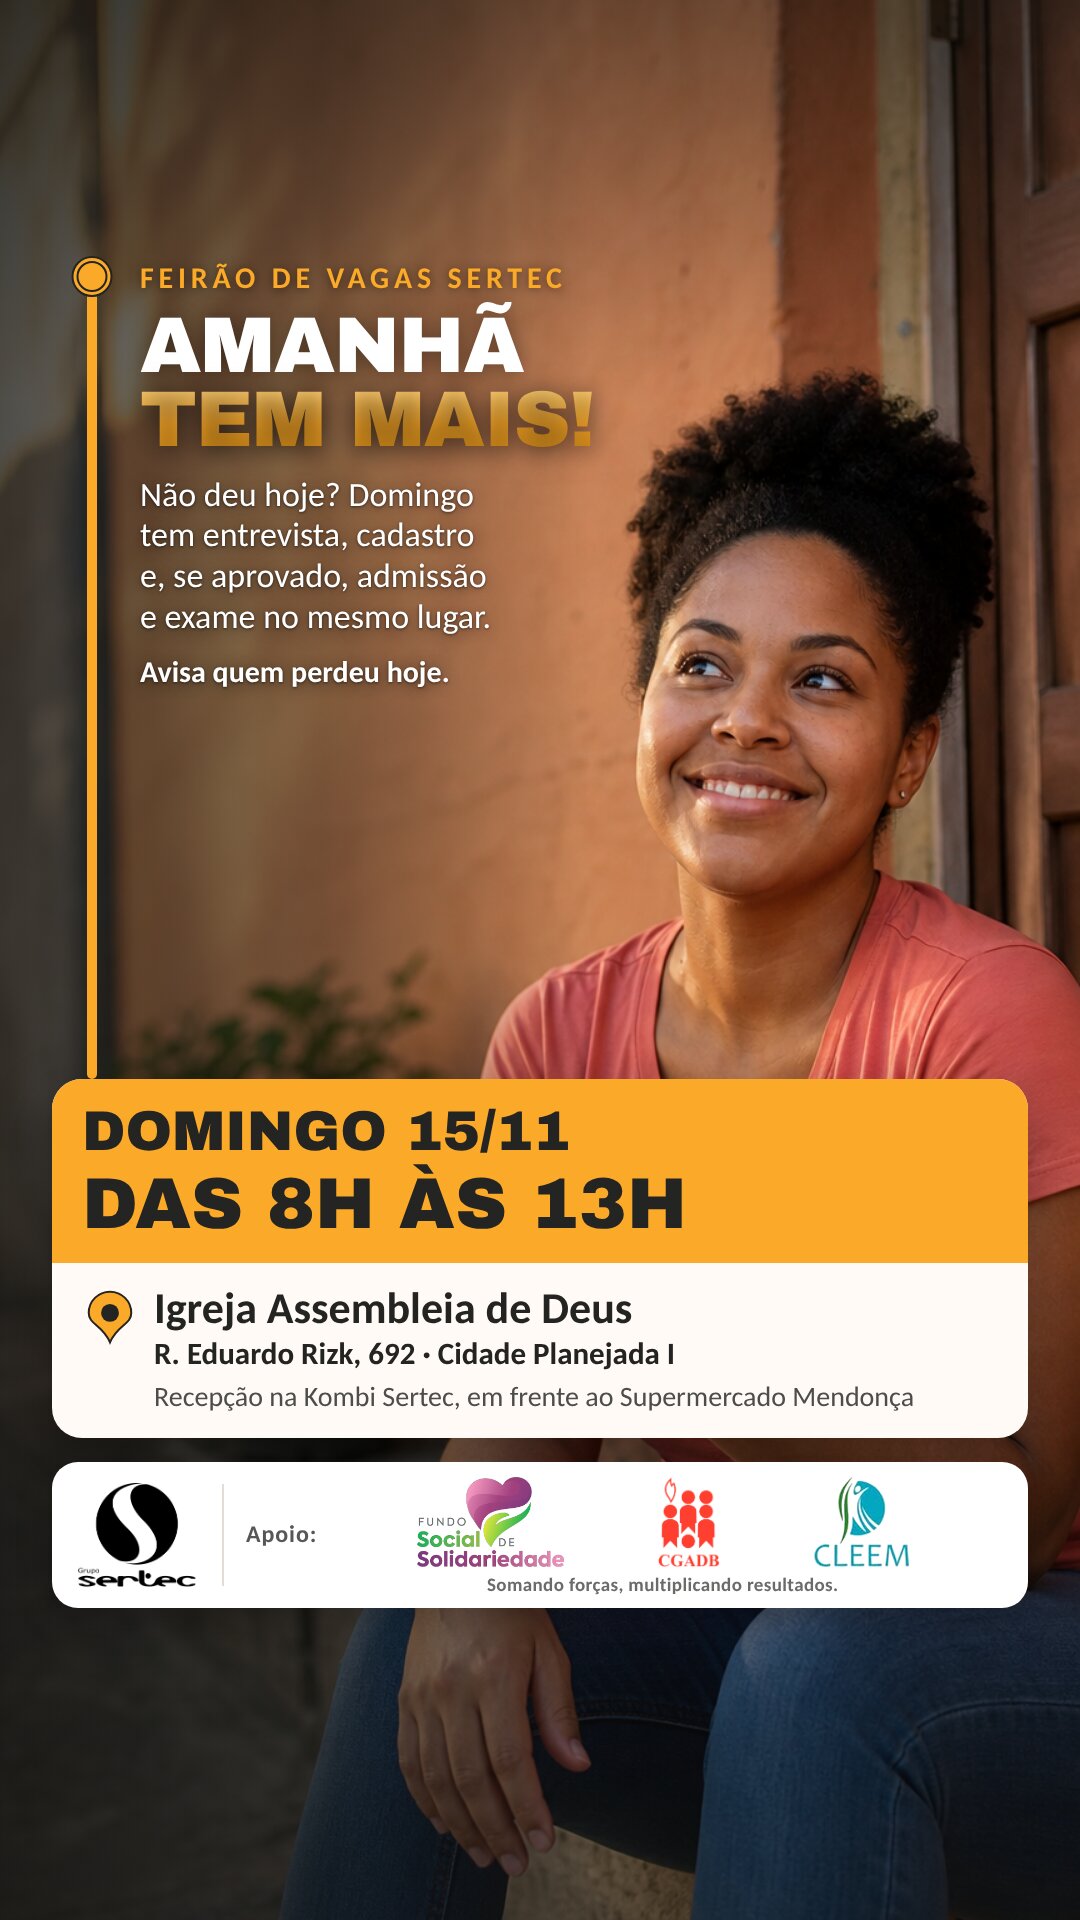 FEIRÃO DE VAGAS SERTEC
AMANHÃ
TEM MAIS!
Não deu hoje? Domingo
tem entrevista, cadastro
e, se aprovado, admissão
e exame no mesmo lugar.
Avisa quem perdeu hoje.
DOMINGO 15/11
DAS 8H ÀS 13H
Igreja Assembleia de Deus
R. Eduardo Rizk, 692 · Cidade Planejada I
Recepção na Kombi Sertec, em frente ao Supermercado Mendonça
Grupo
sertec
Apoio:
FUNDO
Social DE
Solidariedade
CGADB
CLEEM
Somando forças, multiplicando resultados.